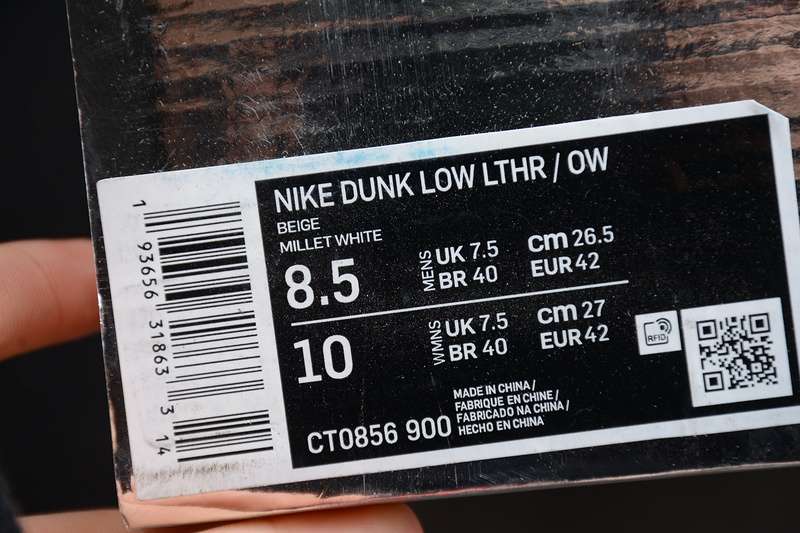 NIKE DUNK LOW LTHR / OW
BEIGE
MILLET WHITE
8.5
MENS
UK 7.5
BR 40
cm 26.5
EUR 42
10
WMNS
UK 7.5
BR 40
cm 27
EUR 42
RFID
CT0856 900
MADE IN CHINA /
FABRIQUE EN CHINE /
FABRICADO NA CHINA /
HECHO EN CHINA
1 93656 31863 3 14